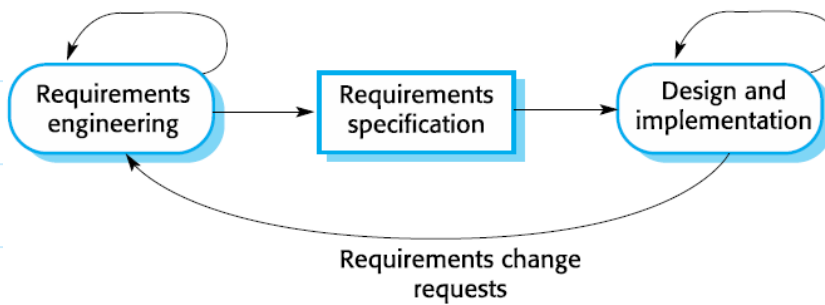 Requirements
engineering
Requirements
specification
Design and
implementation
Requirements change
requests